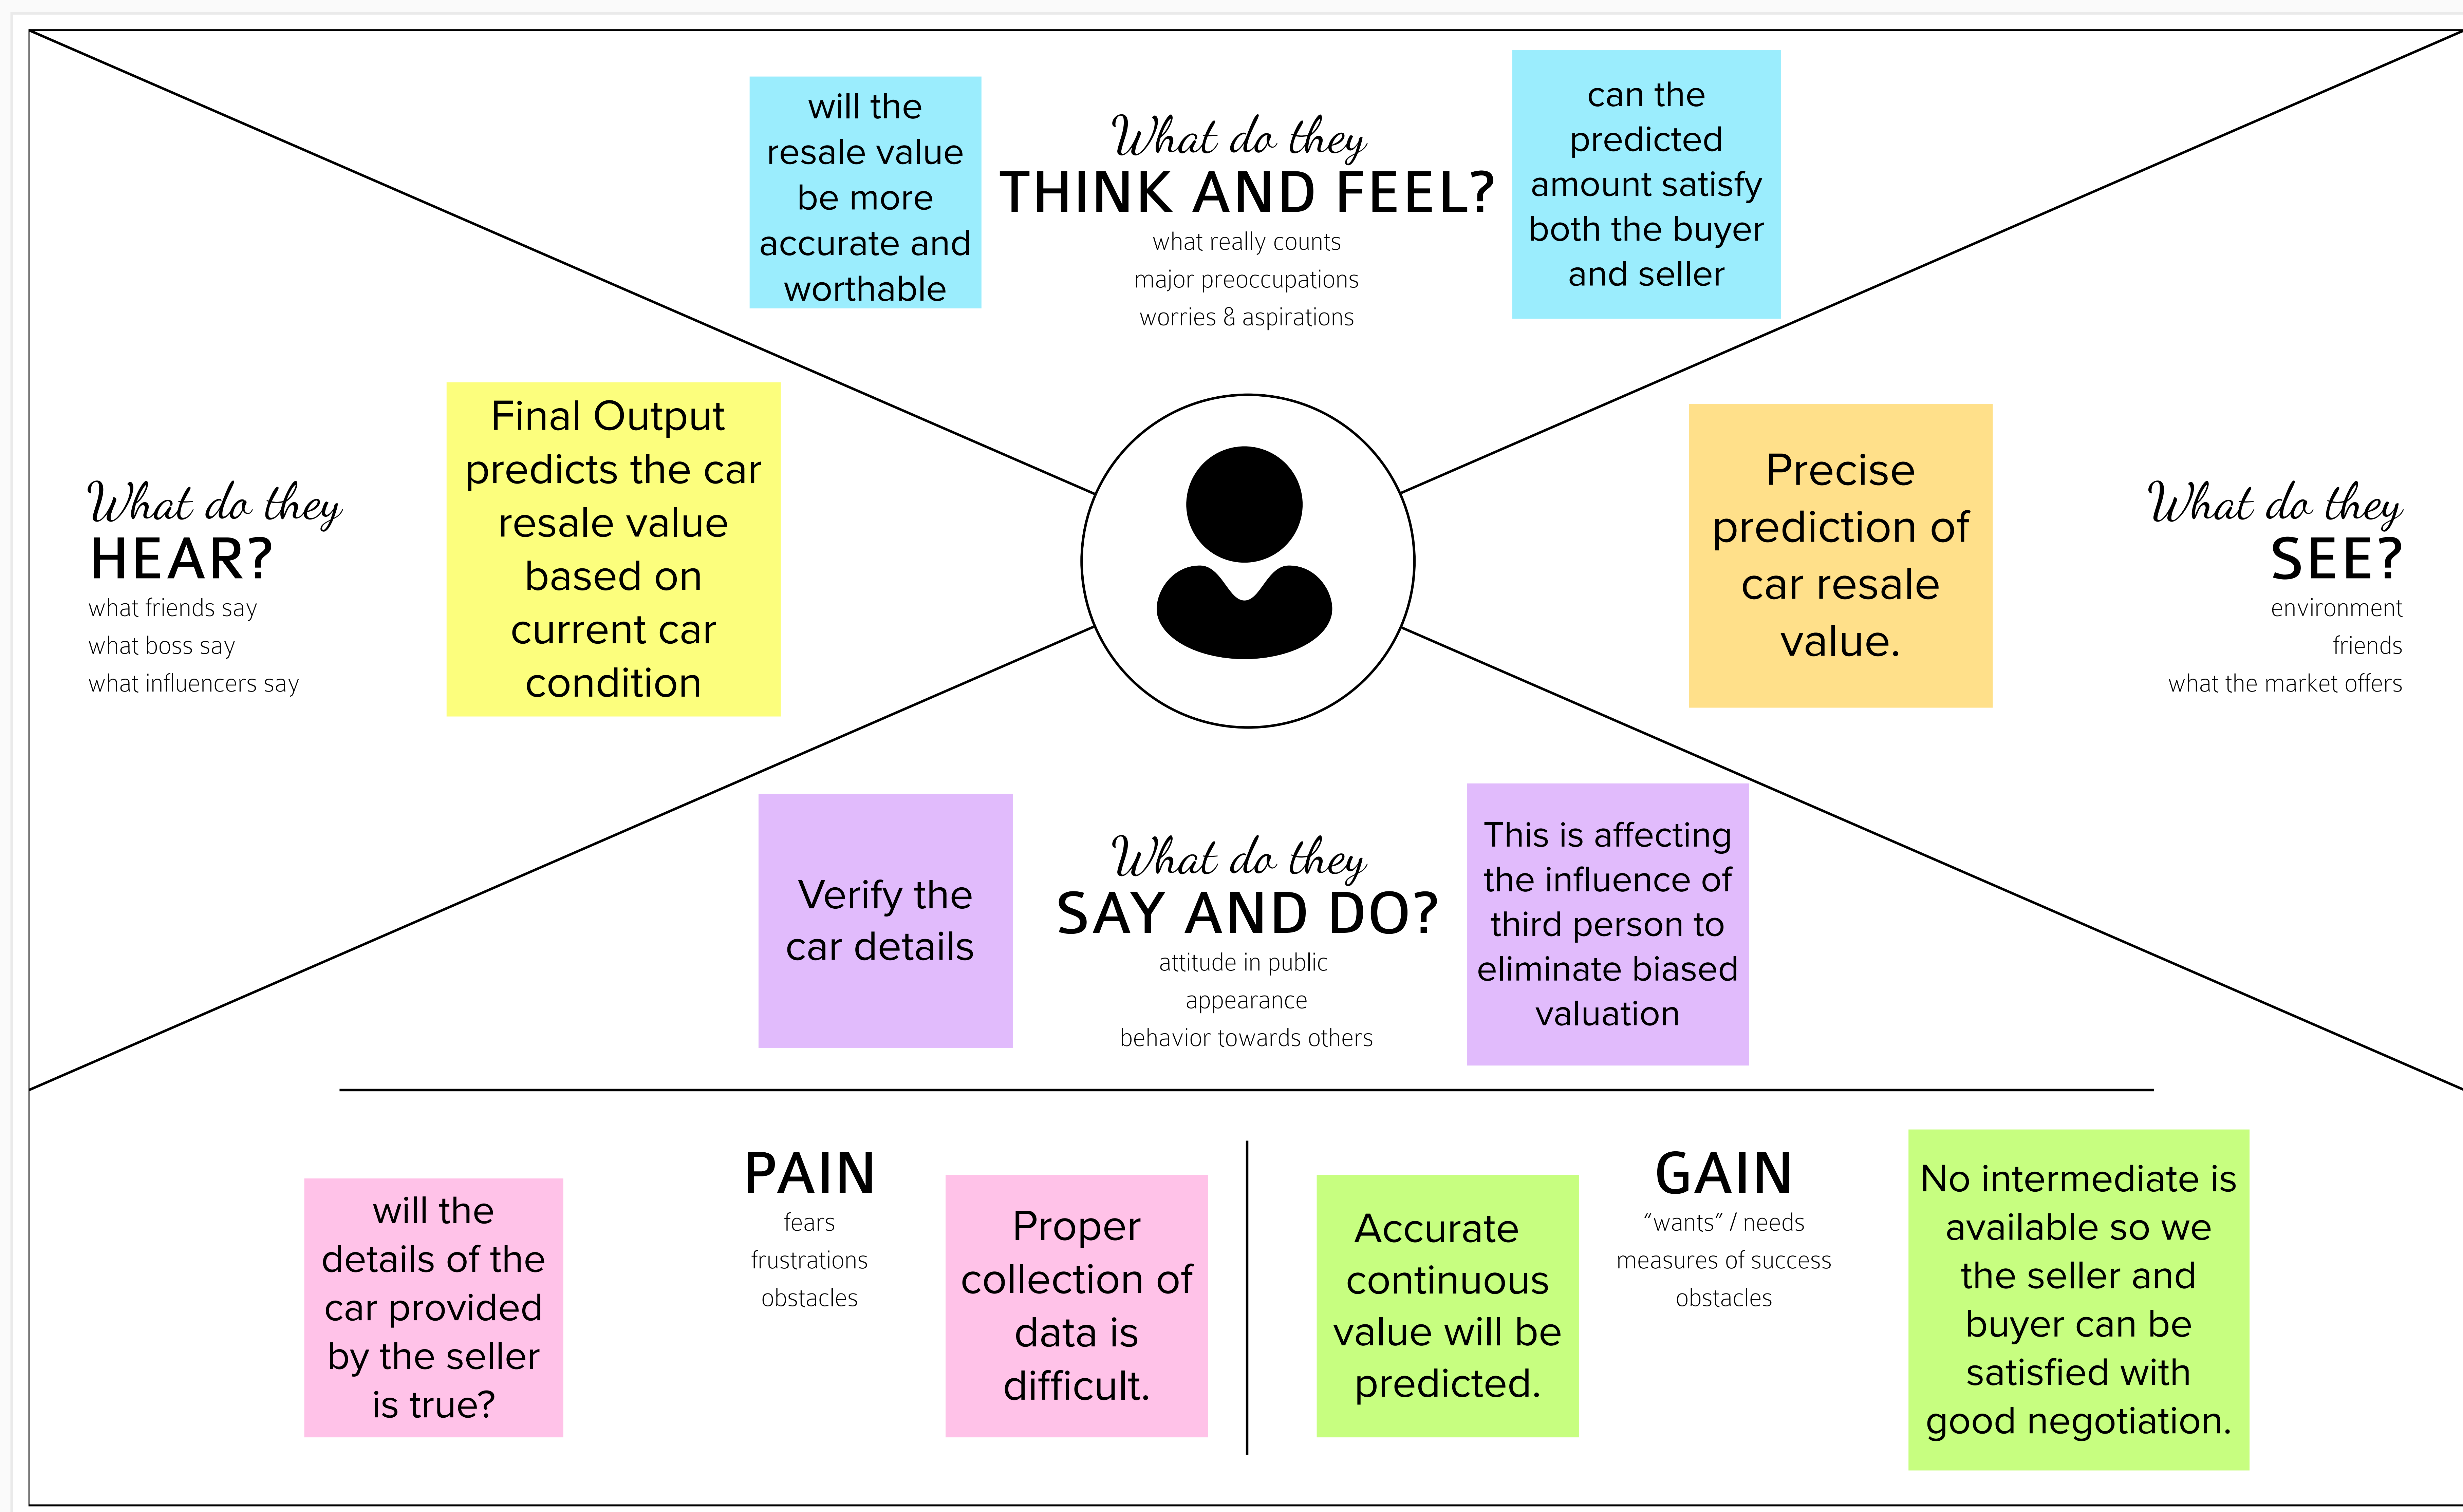 will the
resale value
be more
accurate and
worthable
What do they
THINK AND FEEL?
what really counts
major preoccupations
worries & aspirations
can the
predicted
amount satisfy
both the buyer
and seller
What do they
HEAR?
what friends say
what boss say
what influencers say
Final Output
predicts the car
resale value
based on
current car
condition
Precise
prediction of
car resale
value.
What do they
SEE?
environment
friends
what the market offers
Verify the
car details
What do they
SAY AND DO?
attitude in public
appearance
behavior towards others
This is affecting
the influence of
third person to
eliminate biased
valuation
will the
details of the
car provided
by the seller
is true?
PAIN
fears
frustrations
obstacles
Proper
collection of
data is
difficult.
Accurate
continuous
value will be
predicted.
GAIN
“wants” / needs
measures of success
obstacles
No intermediate is
available so we
the seller and
buyer can be
satisfied with
good negotiation.